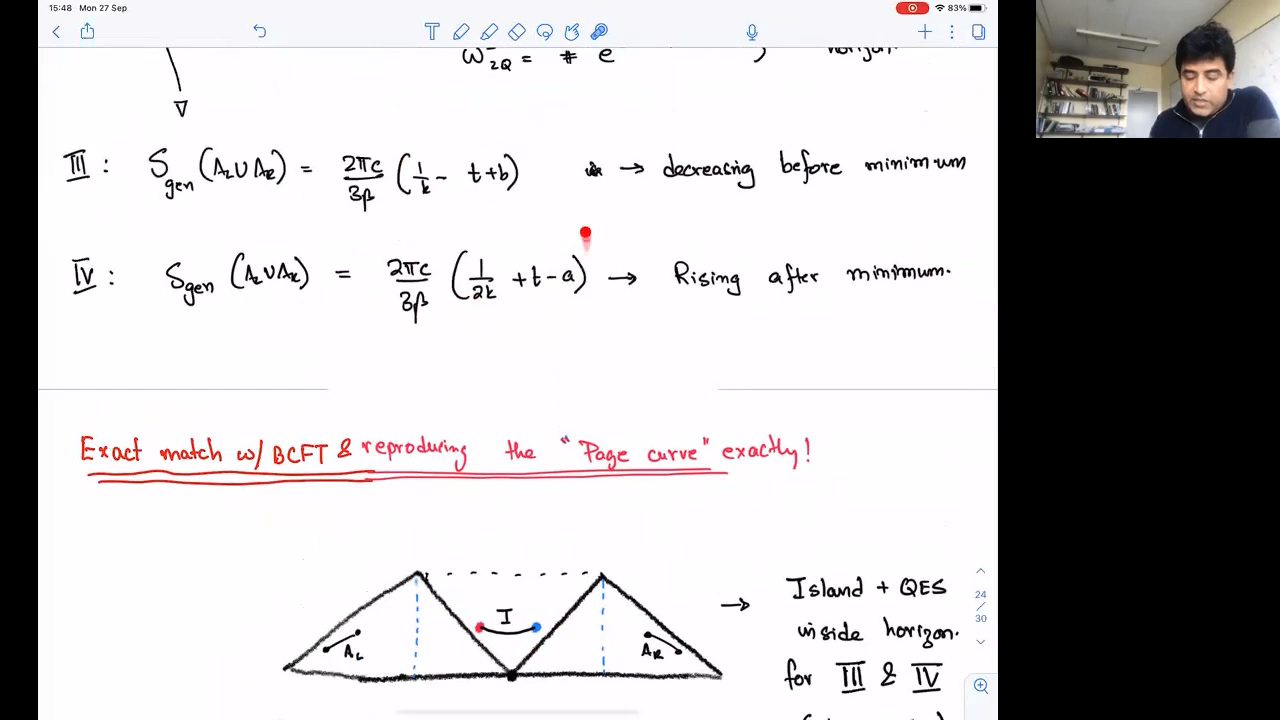 15:48 Mon 27 Sep
83%
ω⁻₂Q = # e , horizon.
III : S_gen (A_L ∪ A_R) = 2πc/3β (1/k - t + b) → decreasing before minimum
IV : S_gen (A_L ∪ A_R) = 2πc/3β (1/2k + t - a) → Rising after minimum.
Exact match w/ BCFT & reproducing the "Page curve" exactly!
I
A_L
A_R
→ Island + QES
inside horizon.
for III & IV
24
/
30